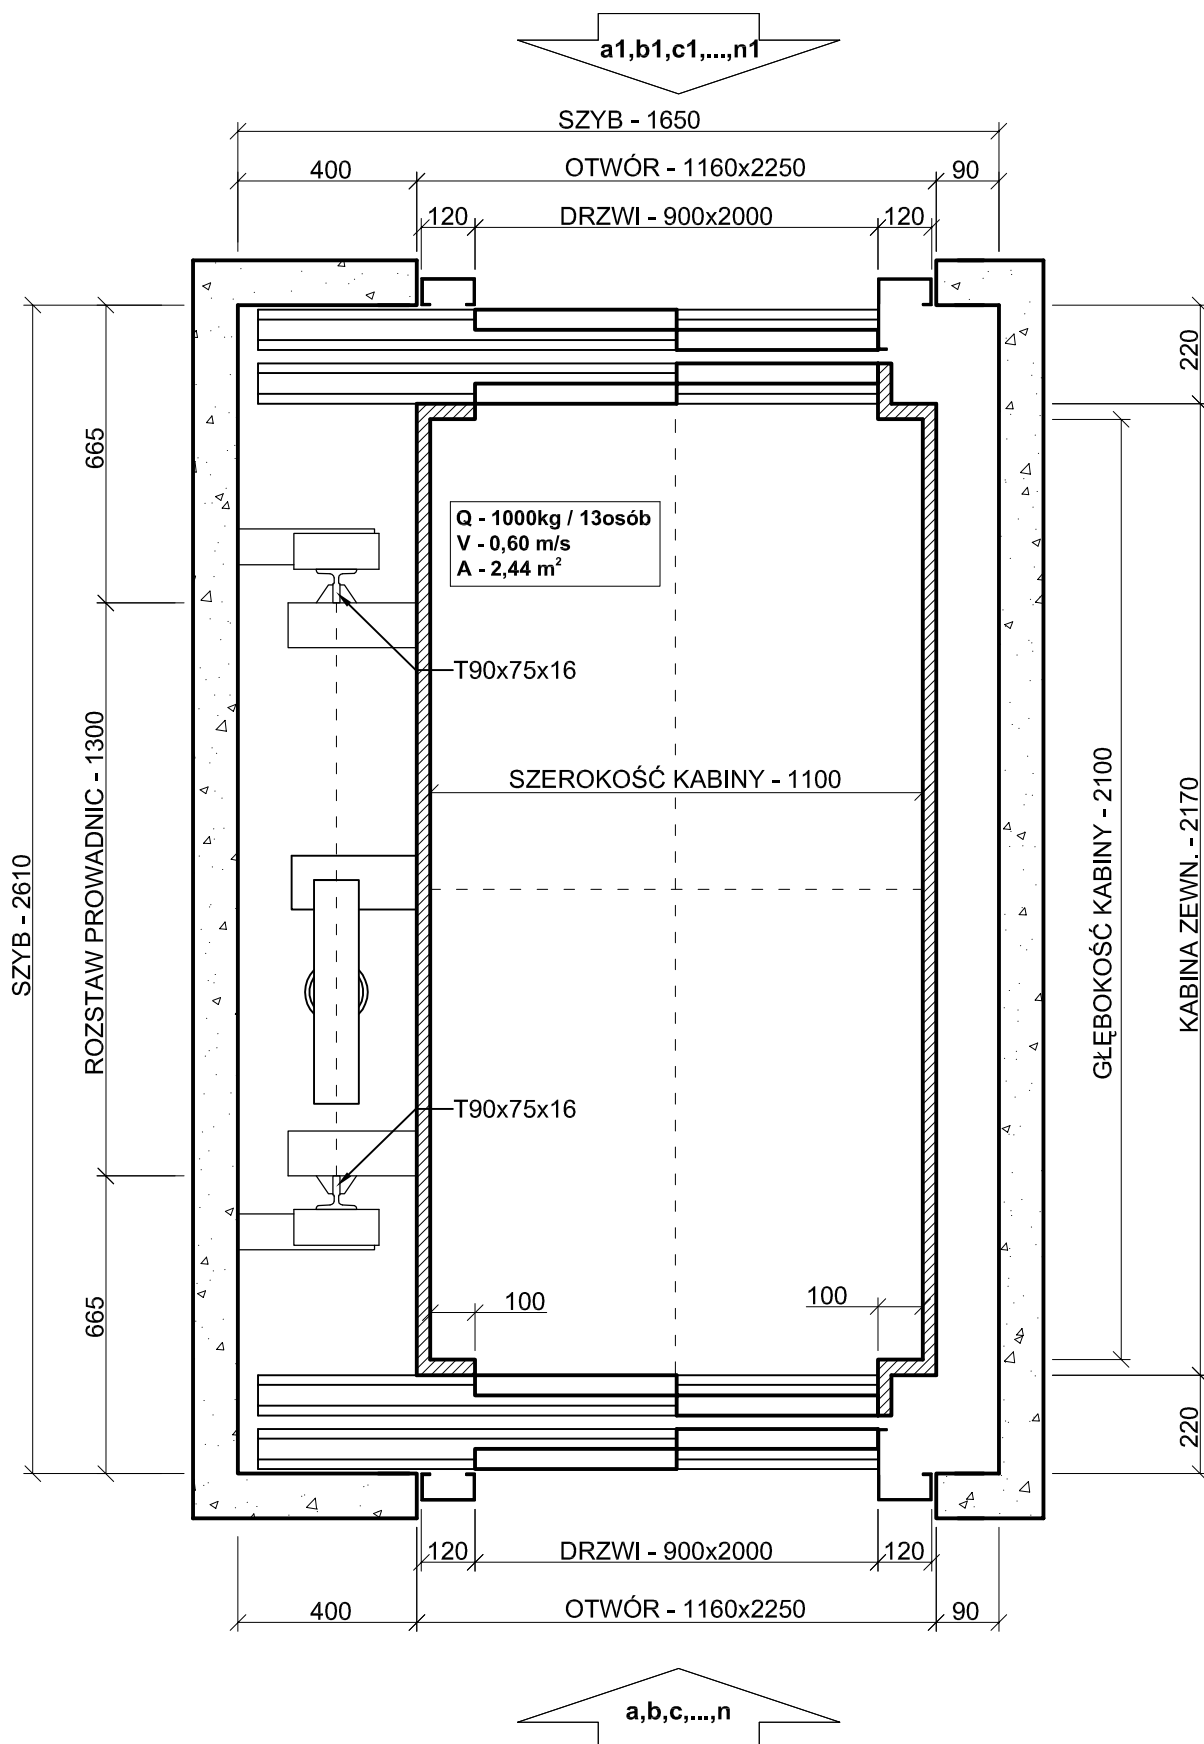 a1,b1,c1,...,n1
SZYB - 1650
400
OTWÓR - 1160x2250
90
120
DRZWI - 900x2000
120
220
665
Q - 1000kg / 13osób
V - 0,60 m/s
A - 2,44 m²
T90x75x16
ROZSTAW PROWADNIC - 1300
SZEROKOŚĆ KABINY - 1100
GŁĘBOKOŚĆ KABINY - 2100
KABINA ZEWN. - 2170
SZYB - 2610
T90x75x16
100
100
665
220
120
DRZWI - 900x2000
120
400
OTWÓR - 1160x2250
90
a,b,c,...,n